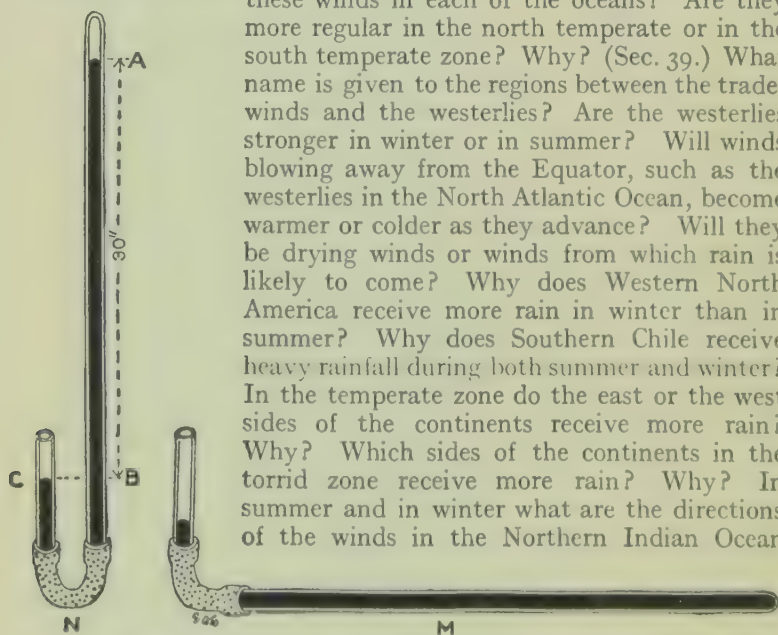 these winds in each of the oceans? Are they
more regular in the north temperate or in the
south temperate zone? Why? (Sec. 39.) What
name is given to the regions between the trade
winds and the westerlies? Are the westerlies
stronger in winter or in summer? Will winds
blowing away from the Equator, such as the
westerlies in the North Atlantic Ocean, become
warmer or colder as they advance? Will they
be drying winds or winds from which rain is
likely to come? Why does Western North
America receive more rain in winter than in
summer? Why does Southern Chile receive
heavy rainfall during both summer and winter?
In the temperate zone do the east or the west
sides of the continents receive more rain?
Why? Which sides of the continents in the
torrid zone receive more rain? Why? In
summer and in winter what are the directions
of the winds in the Northern Indian Ocean
A
30"
C
B
N
M